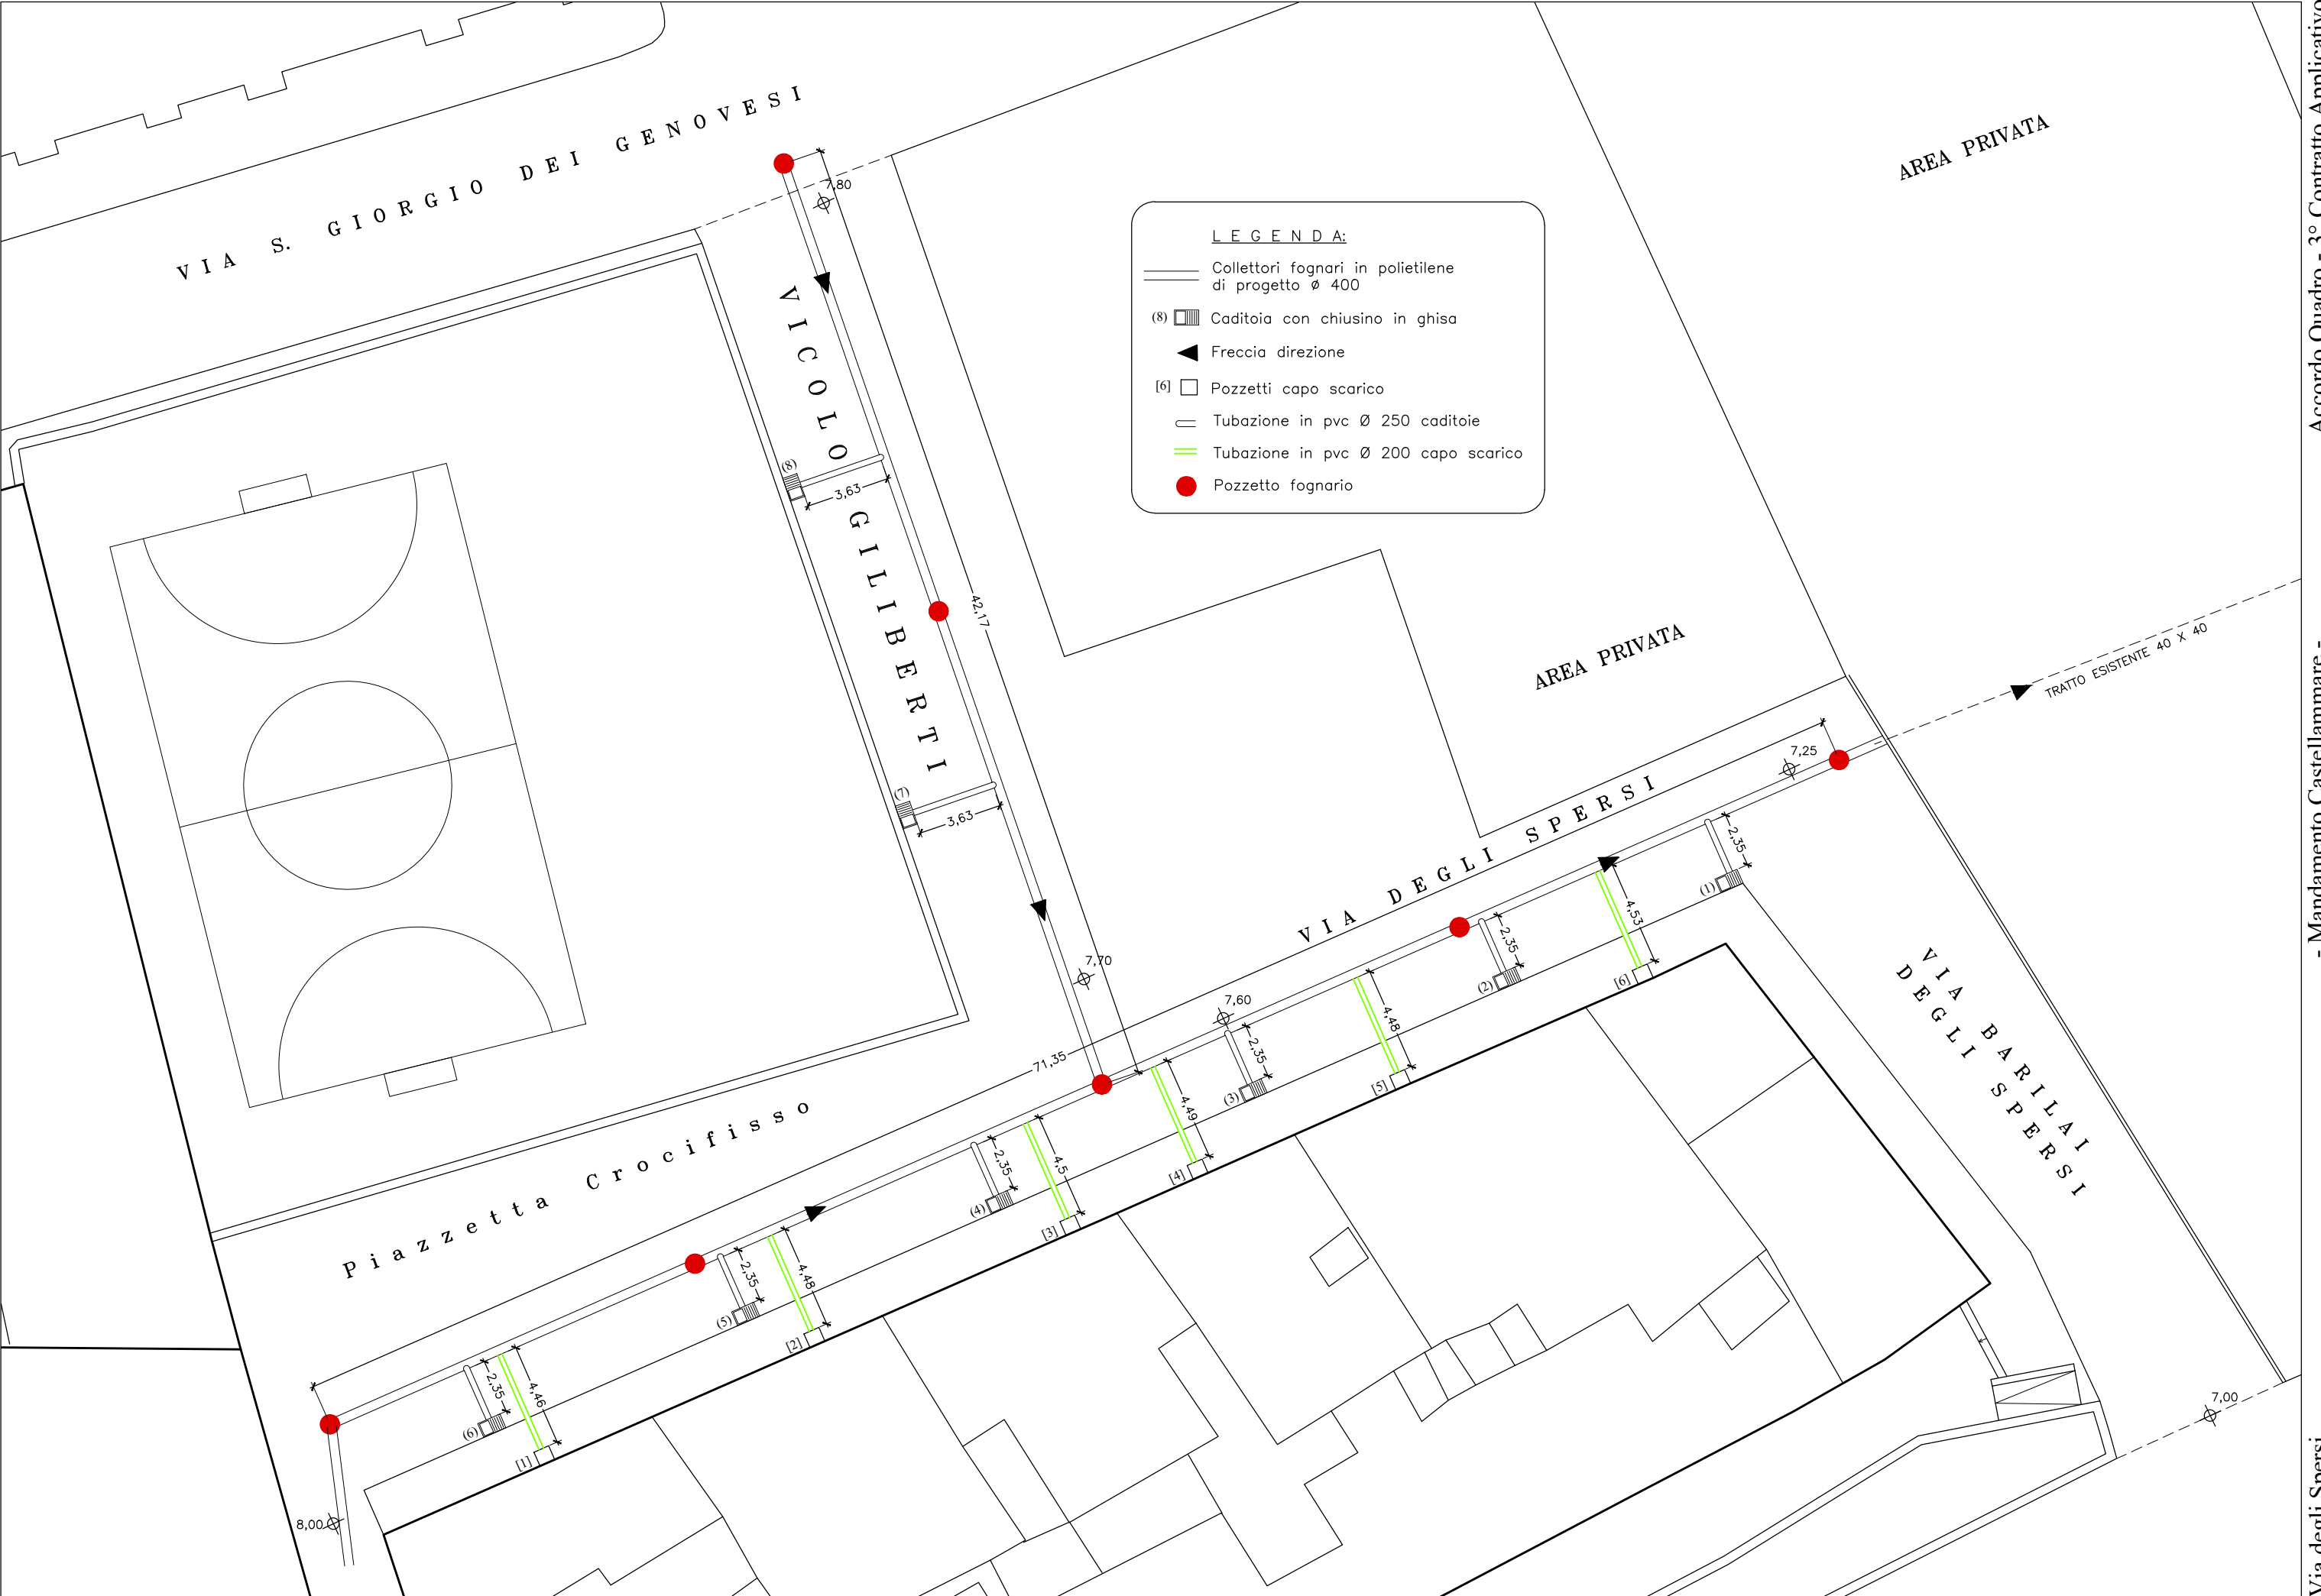 VIA S. GIORGIO DEI GENOVESI
7,80
AREA PRIVATA
LEGENDA:
Collettori fognari in polietilene
di progetto ø 400
(8) Caditoia con chiusino in ghisa
Freccia direzione
[6] Pozzetti capo scarico
Tubazione in pvc Ø 250 caditoie
Tubazione in pvc Ø 200 capo scarico
Pozzetto fognario
VICOLO GILIBERTI
(8)
3,63
42,17
(7)
3,63
7,70
AREA PRIVATA
TRATTO ESISTENTE 40 X 40
7,25
VIA DEGLI SPERSI
2,35
(1)
4,53
[6]
2,35
(2)
4,48
[5]
7,60
2,35
(3)
4,49
[4]
71,35
4,5
[3]
2,35
(4)
Piazzetta Crocifisso
4,48
[2]
2,35
(5)
4,46
[1]
2,35
(6)
8,00
VIA BARILAI
DEGLI SPERSI
7,00
Accordo Quadro - 3° Contratto Applicativo
- Mandamento Castellammare -
Via degli Spersi